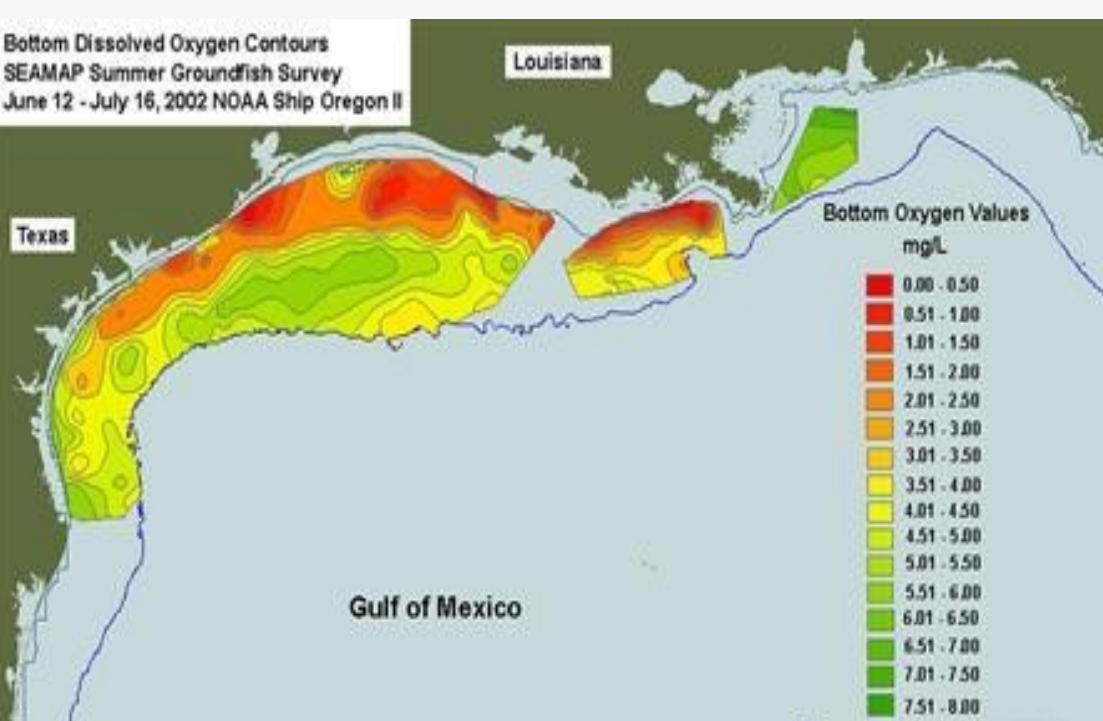 Bottom Dissolved Oxygen Contours
SEAMAP Summer Groundfish Survey
June 12 - July 16, 2002 NOAA Ship Oregon II
Louisiana
Texas
Bottom Oxygen Values
mg/L
0.00 - 0.50
0.51 - 1.00
1.01 - 1.50
1.51 - 2.00
2.01 - 2.50
2.51 - 3.00
3.01 - 3.50
3.51 - 4.00
4.01 - 4.50
4.51 - 5.00
5.01 - 5.50
5.51 - 6.00
6.01 - 6.50
6.51 - 7.00
7.01 - 7.50
7.51 - 8.00
Gulf of Mexico